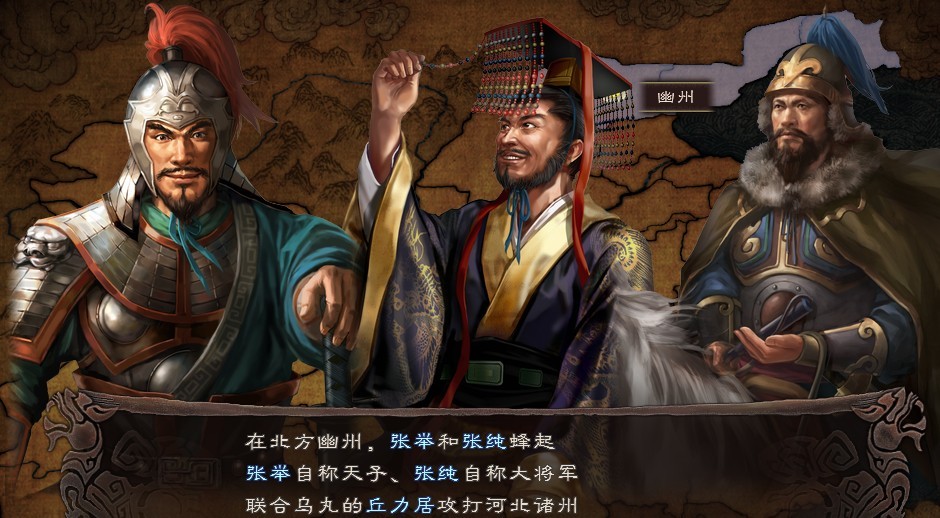 幽州
在北方幽州，张举和张纯蜂起
张举自称天子、张纯自称大将军
联合乌丸的丘力居攻打河北诸州